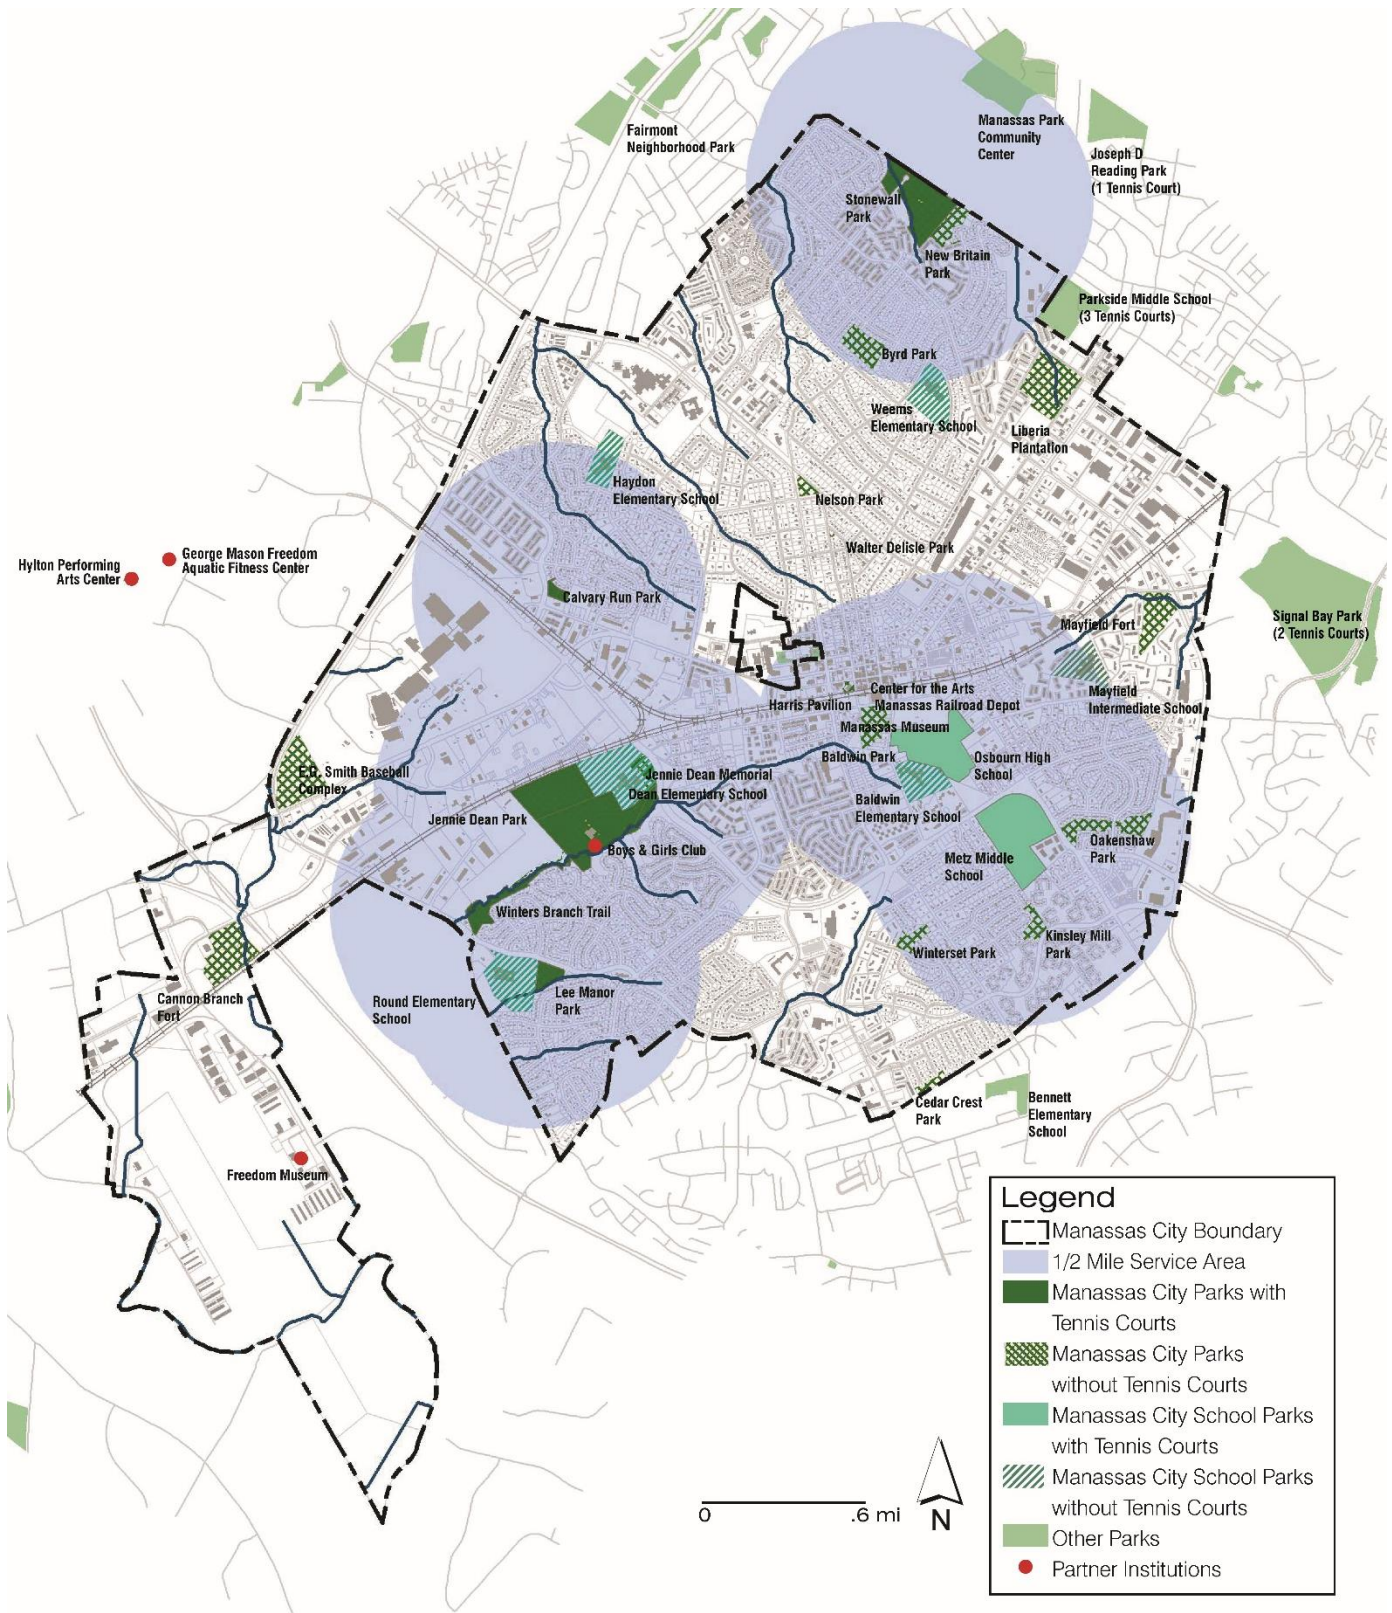 Fairmont
Neighborhood Park
Manassas Park
Community
Center
Joseph D
Reading Park
(1 Tennis Court)
Stonewall
Park
New Britain
Park
Parkside Middle School
(3 Tennis Courts)
Byrd Park
Weems
Elementary School
Liberia
Plantation
Haydon
Elementary School
Nelson Park
Walter Delisle Park
Hylton Performing
Arts Center
George Mason Freedom
Aquatic Fitness Center
Calvary Run Park
Mayfield Fort
Signal Bay Park
(2 Tennis Courts)
Mayfield
Intermediate School
Center for the Arts
Harris Pavilion
Manassas Railroad Depot
Manassas Museum
Baldwin Park
Osbourn High
School
E.R. Smith Baseball
Complex
Jennie Dean Memorial
Dean Elementary School
Jennie Dean Park
Baldwin
Elementary School
Boys & Girls Club
Metz Middle
School
Oakenshaw
Park
Winters Branch Trail
Winterset Park
Kinsley Mill
Park
Cannon Branch
Fort
Round Elementary
School
Lee Manor
Park
Cedar Crest
Park
Bennett
Elementary
School
Freedom Museum
Legend
Manassas City Boundary
1/2 Mile Service Area
Manassas City Parks with
Tennis Courts
Manassas City Parks
without Tennis Courts
Manassas City School Parks
with Tennis Courts
Manassas City School Parks
without Tennis Courts
Other Parks
Partner Institutions
0 .6 mi
N